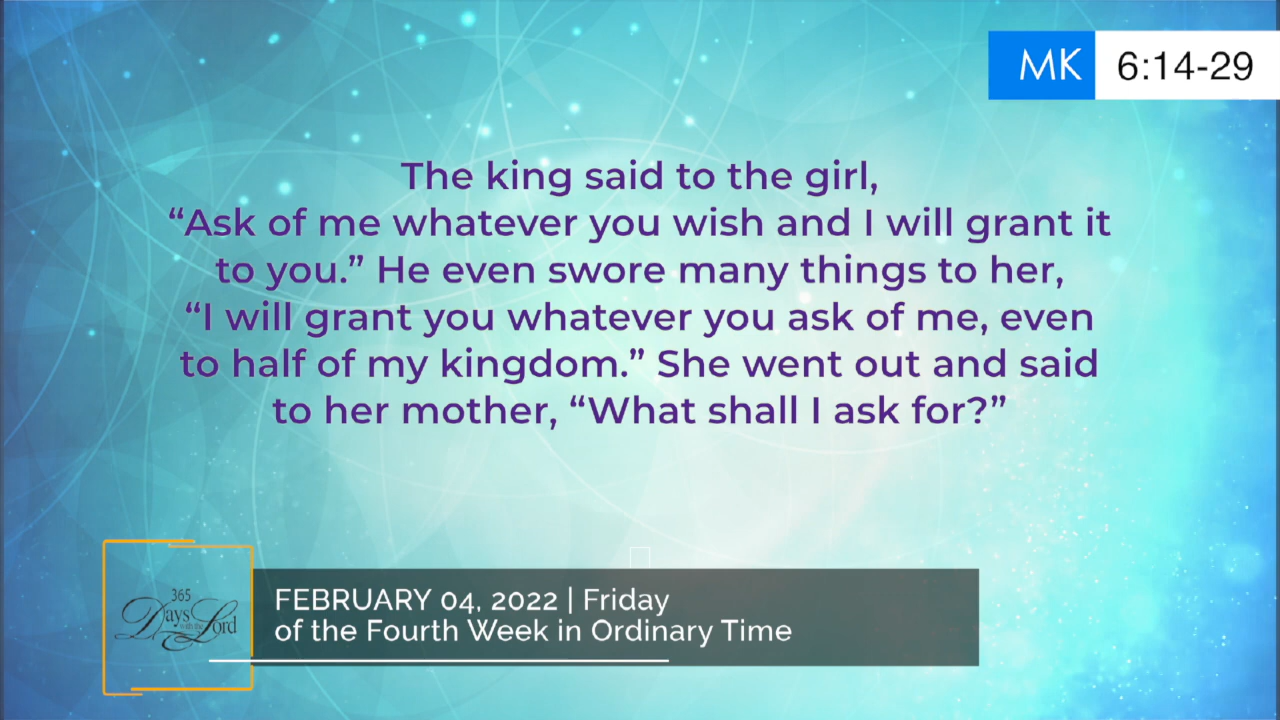 MK 6:14-29
The king said to the girl,
“Ask of me whatever you wish and I will grant it
to you.” He even swore many things to her,
“I will grant you whatever you ask of me, even
to half of my kingdom.” She went out and said
to her mother, “What shall I ask for?”
365
Days with the Lord
FEBRUARY 04, 2022 | Friday
of the Fourth Week in Ordinary Time